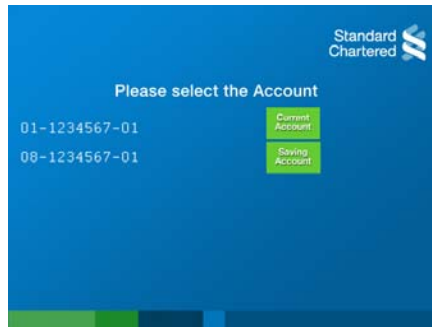 Standard
Chartered
Please select the Account
01-1234567-01
Current
Account
08-1234567-01
Saving
Account